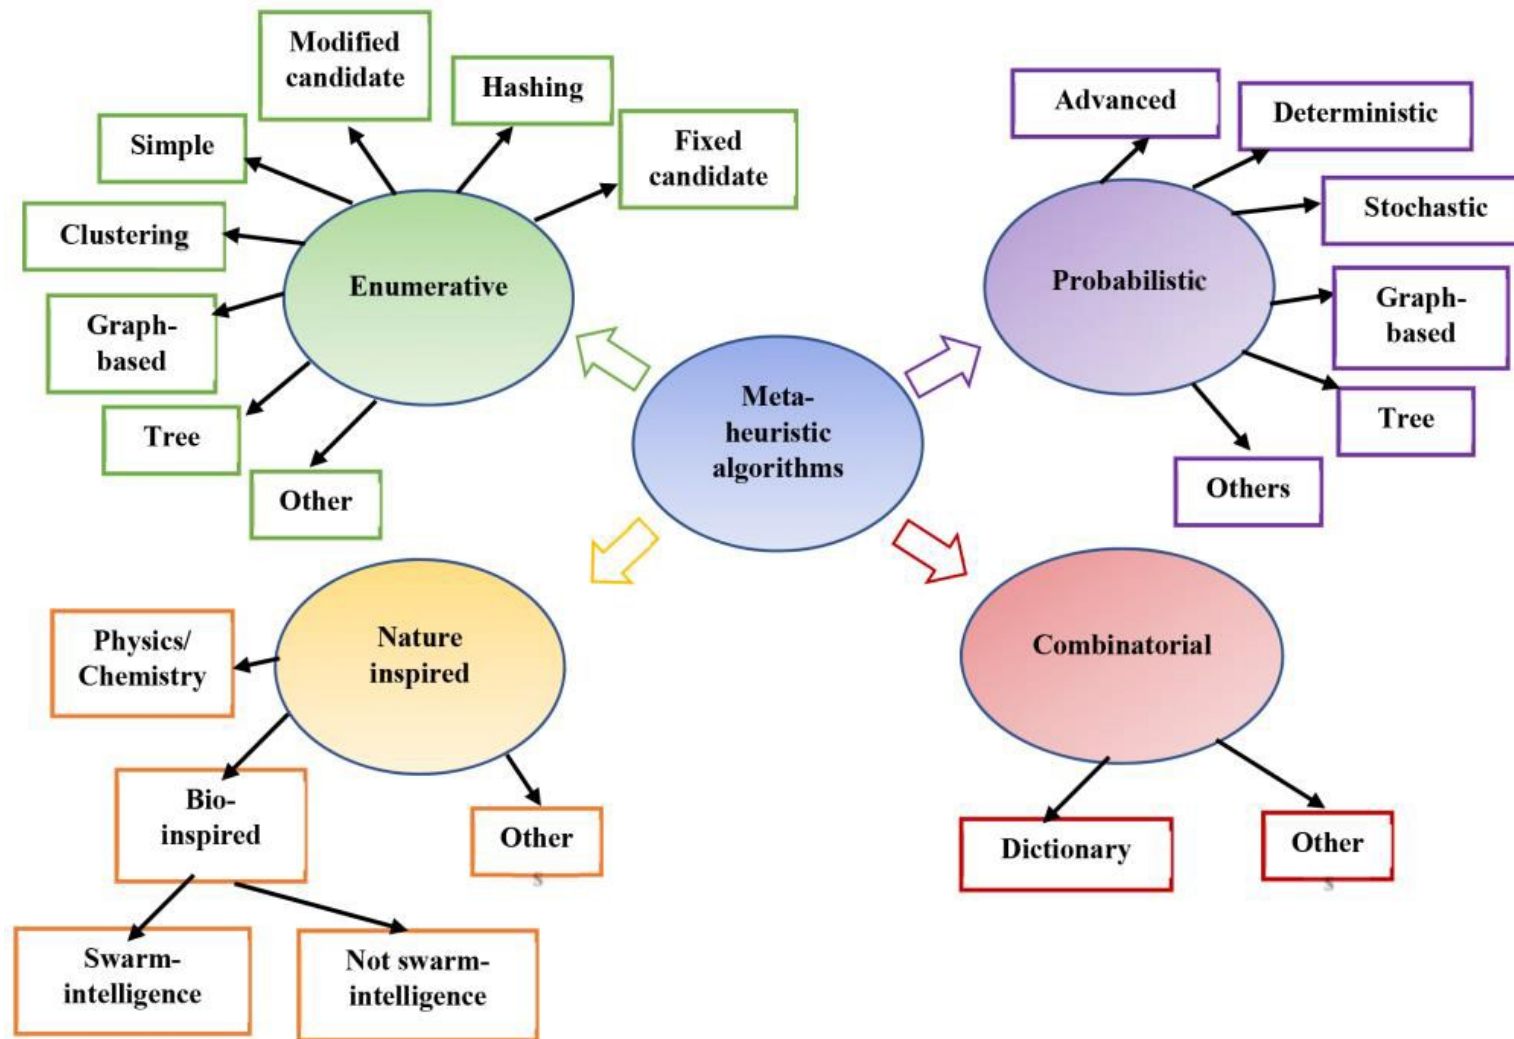 Modified
candidate
Hashing
Simple
Fixed
candidate
Clustering
Enumerative
Graph-
based
Tree
Other
Advanced
Deterministic
Stochastic
Probabilistic
Graph-
based
Tree
Others
Meta-
heuristic
algorithms
Physics/
Chemistry
Nature
inspired
Bio-
inspired
Other
s
Swarm-
intelligence
Not swarm-
intelligence
Combinatorial
Dictionary
Other
s